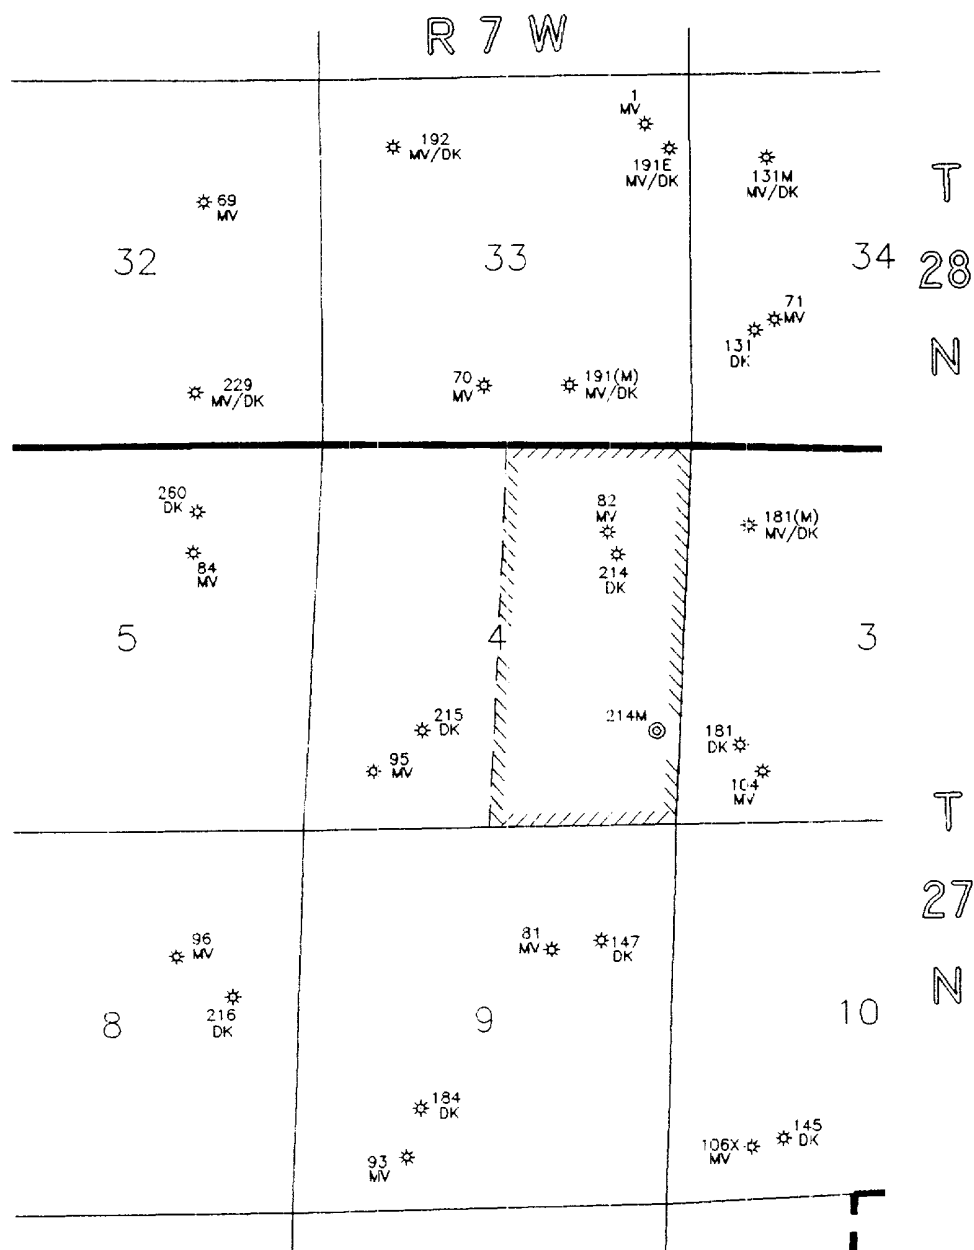 R 7 W
1
MV
192
MV/DK
191E
MV/DK
131M
MV/DK
T
69
MV
32
33
34
28
71
MV
131
DK
N
70
MV
191(M)
MV/DK
229
MV/DK
260
DK
82
MV
181(M)
MV/DK
84
MV
214
DK
5
4
3
215
DK
214M
181
DK
95
MV
104
MV
T
27
96
MV
81
MV
147
DK
N
216
DK
8
9
10
184
DK
93
MV
106X
MV
145
DK